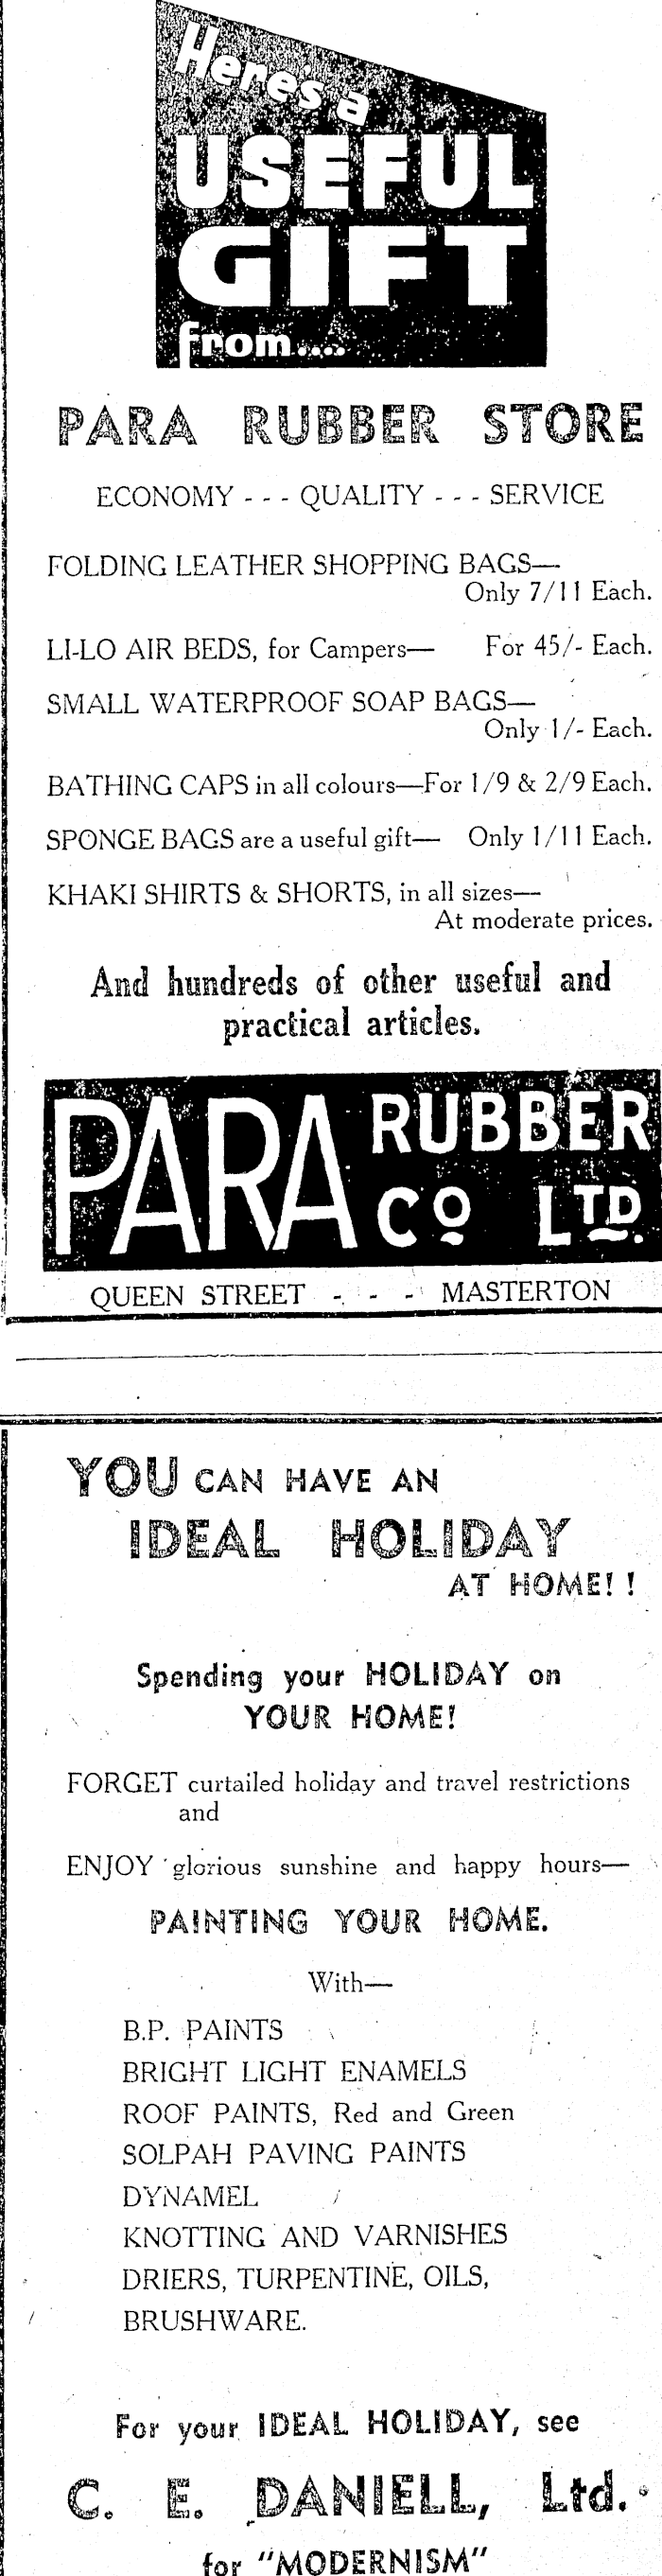 Here's a
USEFUL
GIFT
from....
PARA RUBBER STORE
ECONOMY - - - QUALITY - - - SERVICE
FOLDING LEATHER SHOPPING BAGS—
Only 7/11 Each.
LI-LO AIR BEDS, for Campers— For 45/- Each.
SMALL WATERPROOF SOAP BAGS—
Only 1/- Each.
BATHING CAPS in all colours—For 1/9 & 2/9 Each.
SPONGE BAGS are a useful gift— Only 1/11 Each.
KHAKI SHIRTS & SHORTS, in all sizes—
At moderate prices.
And hundreds of other useful and
practical articles.
PARA RUBBER
CO LTD.
QUEEN STREET - - - MASTERTON
YOU CAN HAVE AN
IDEAL HOLIDAY
AT HOME! !
Spending your HOLIDAY on
YOUR HOME!
FORGET curtailed holiday and travel restrictions
and
ENJOY glorious sunshine and happy hours—
PAINTING YOUR HOME.
With—
B.P. PAINTS
BRIGHT LIGHT ENAMELS
ROOF PAINTS, Red and Green
SOLPAH PAVING PAINTS
DYNAMEL
KNOTTING AND VARNISHES
DRIERS, TURPENTINE, OILS,
BRUSHWARE.
For your IDEAL HOLIDAY, see
C. E. DANIELL, Ltd.
for "MODERNISM"